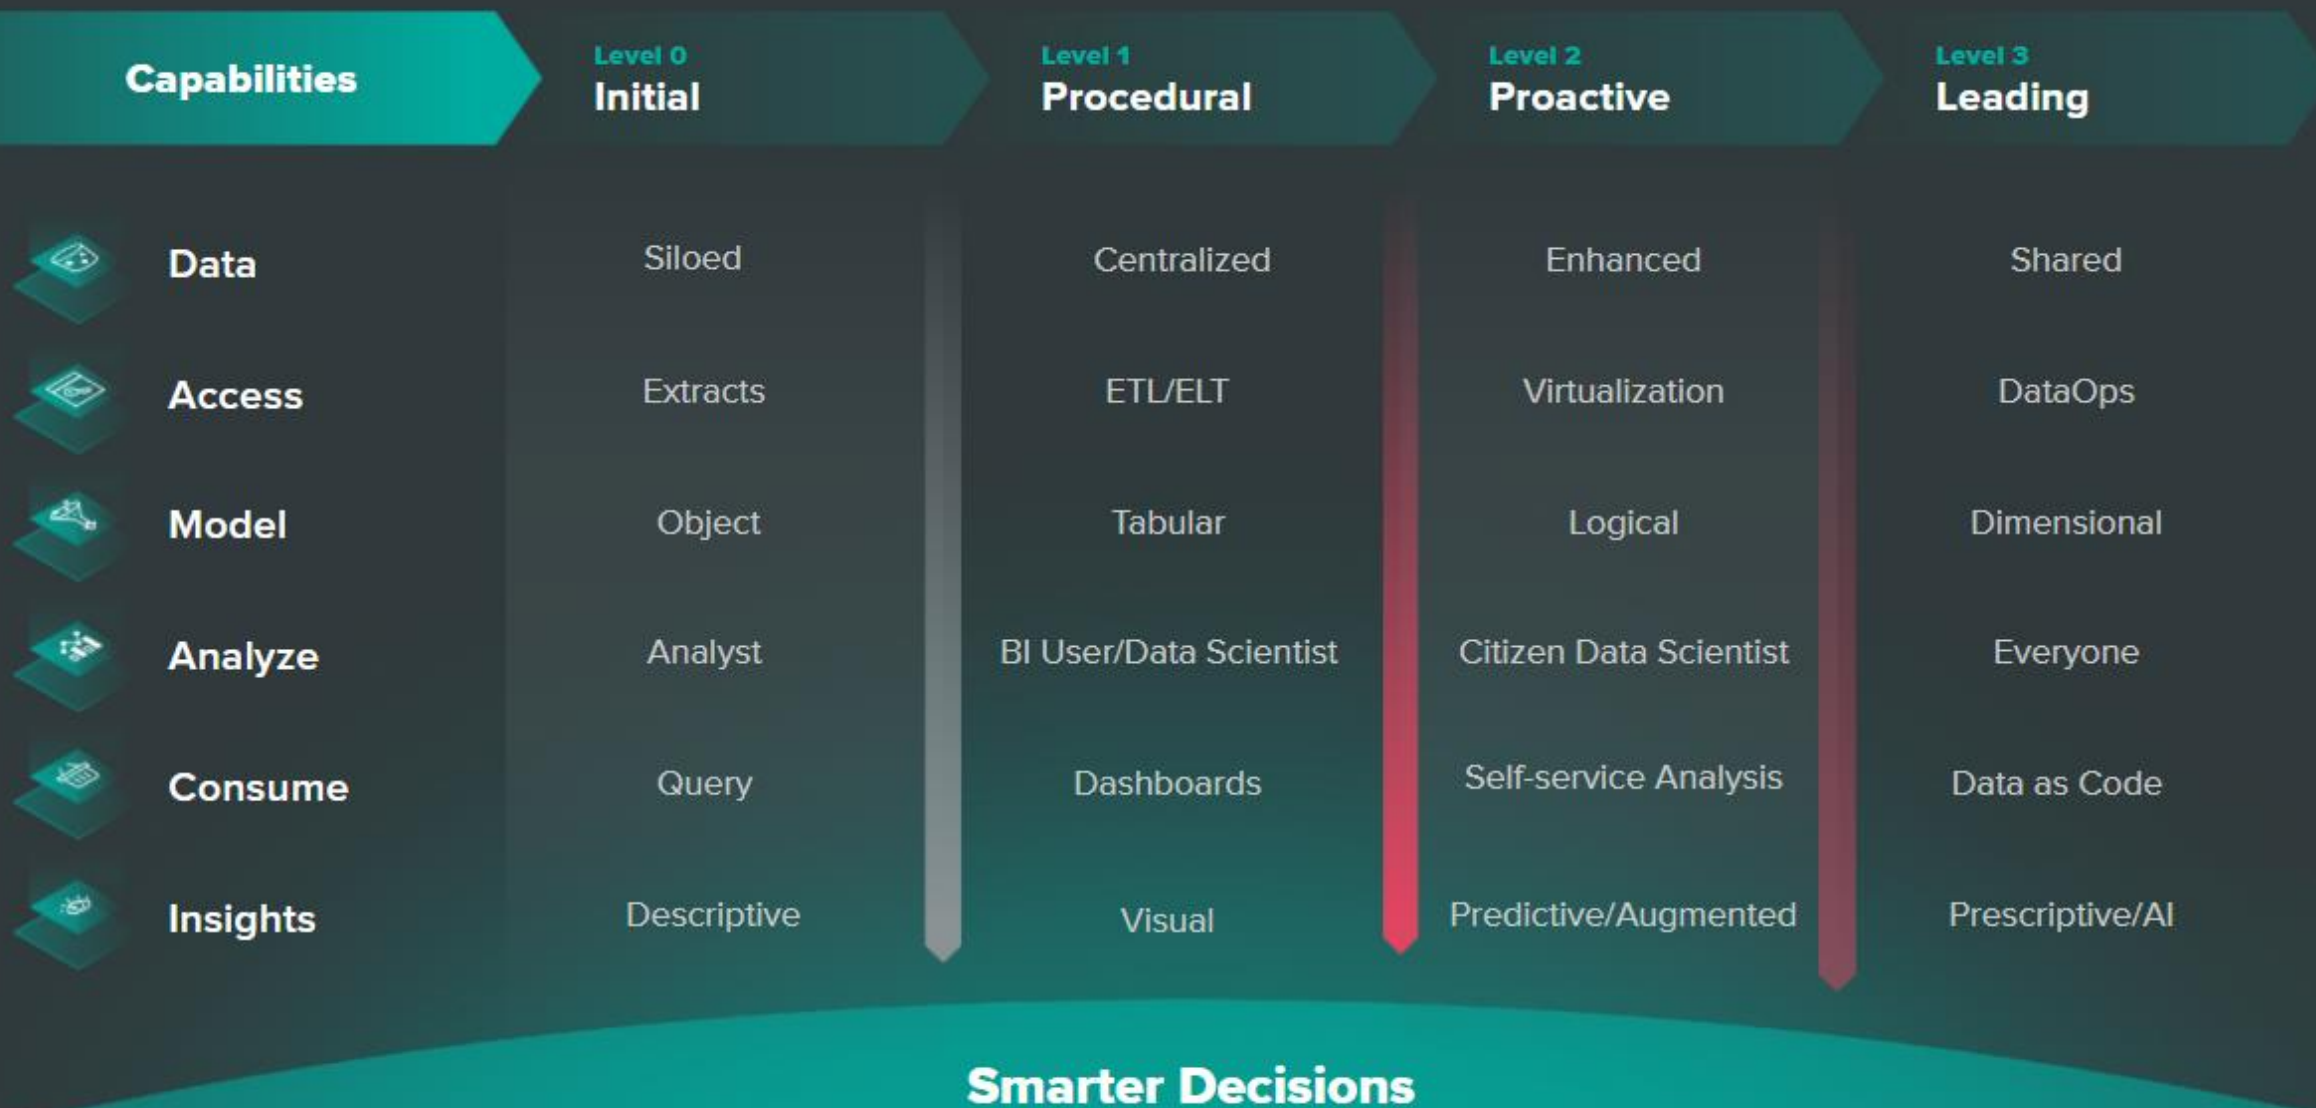 Capabilities
Level 0
Initial
Level 1
Procedural
Level 2
Proactive
Level 3
Leading
Data
Siloed
Centralized
Enhanced
Shared
Access
Extracts
ETL/ELT
Virtualization
DataOps
Model
Object
Tabular
Logical
Dimensional
Analyze
Analyst
BI User/Data Scientist
Citizen Data Scientist
Everyone
Consume
Query
Dashboards
Self-service Analysis
Data as Code
Insights
Descriptive
Visual
Predictive/Augmented
Prescriptive/AI
Smarter Decisions